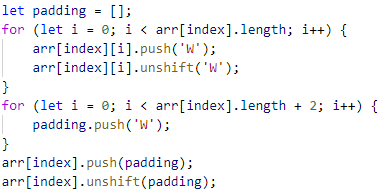 let padding = [];
for (let i = 0; i < arr[index].length; i++) {
    arr[index][i].push('W');
    arr[index][i].unshift('W');
}
for (let i = 0; i < arr[index].length + 2; i++) {
    padding.push('W');
}
arr[index].push(padding);
arr[index].unshift(padding);